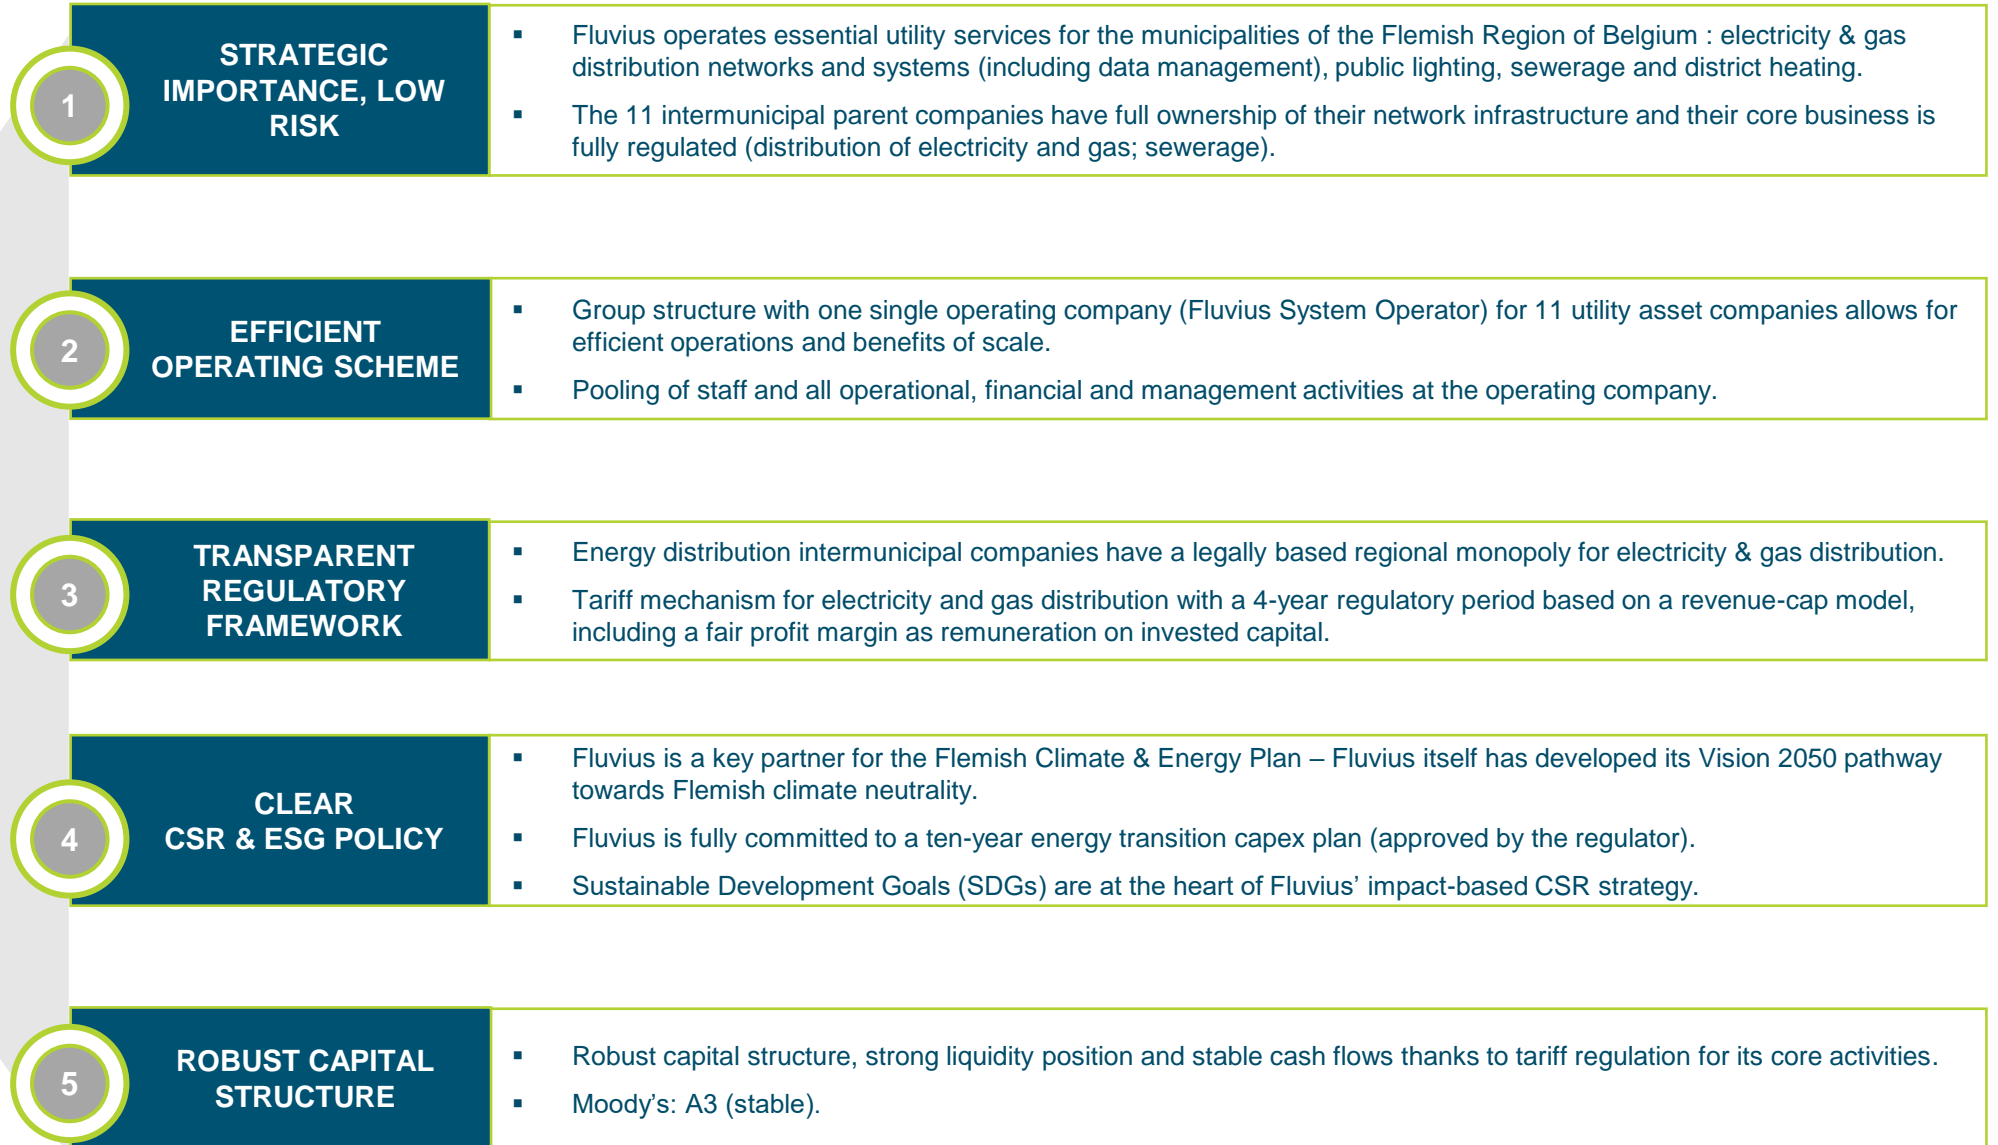 1
STRATEGIC
IMPORTANCE, LOW
RISK
▪ Fluvius operates essential utility services for the municipalities of the Flemish Region of Belgium : electricity & gas
distribution networks and systems (including data management), public lighting, sewerage and district heating.
▪ The 11 intermunicipal parent companies have full ownership of their network infrastructure and their core business is
fully regulated (distribution of electricity and gas; sewerage).
2
EFFICIENT
OPERATING SCHEME
▪ Group structure with one single operating company (Fluvius System Operator) for 11 utility asset companies allows for
efficient operations and benefits of scale.
▪ Pooling of staff and all operational, financial and management activities at the operating company.
3
TRANSPARENT
REGULATORY
FRAMEWORK
▪ Energy distribution intermunicipal companies have a legally based regional monopoly for electricity & gas distribution.
▪ Tariff mechanism for electricity and gas distribution with a 4-year regulatory period based on a revenue-cap model,
including a fair profit margin as remuneration on invested capital.
4
CLEAR
CSR & ESG POLICY
▪ Fluvius is a key partner for the Flemish Climate & Energy Plan – Fluvius itself has developed its Vision 2050 pathway
towards Flemish climate neutrality.
▪ Fluvius is fully committed to a ten-year energy transition capex plan (approved by the regulator).
▪ Sustainable Development Goals (SDGs) are at the heart of Fluvius’ impact-based CSR strategy.
5
ROBUST CAPITAL
STRUCTURE
▪ Robust capital structure, strong liquidity position and stable cash flows thanks to tariff regulation for its core activities.
▪ Moody’s: A3 (stable).